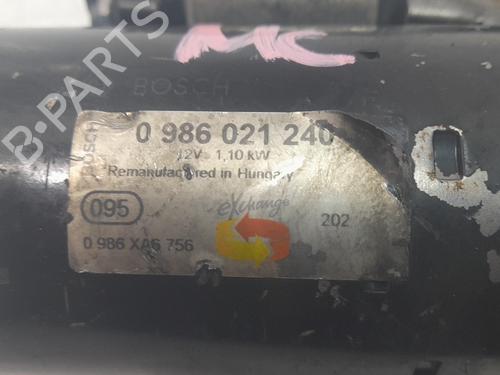 MC
BOSCH
BOSCH
0 986 021 240
12V 1,10 kW
Remanufactured in Hungary
095
eXchange
202
0 986 XA6 756
B-PARTS